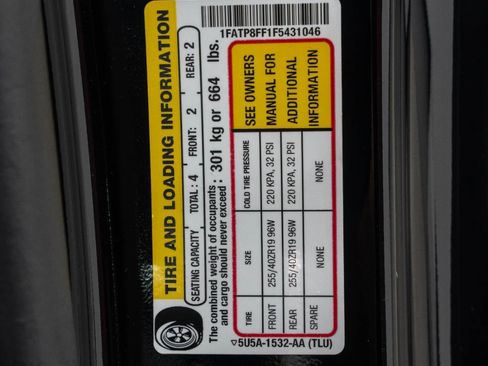 1FATP8FF1F5431046
TIRE AND LOADING INFORMATION
SEATING CAPACITY TOTAL: 4 FRONT: 2 REAR: 2
The combined weight of occupants
and cargo should never exceed : 301 kg or 664 lbs.
TIRE SIZE COLD TIRE PRESSURE SEE OWNERS
FRONT 255/40ZR19 96W 220 KPA, 32 PSI MANUAL FOR
REAR 255/40ZR19 96W 220 KPA, 32 PSI ADDITIONAL
SPARE NONE NONE INFORMATION
▽5U5A-1532-AA (TLU)